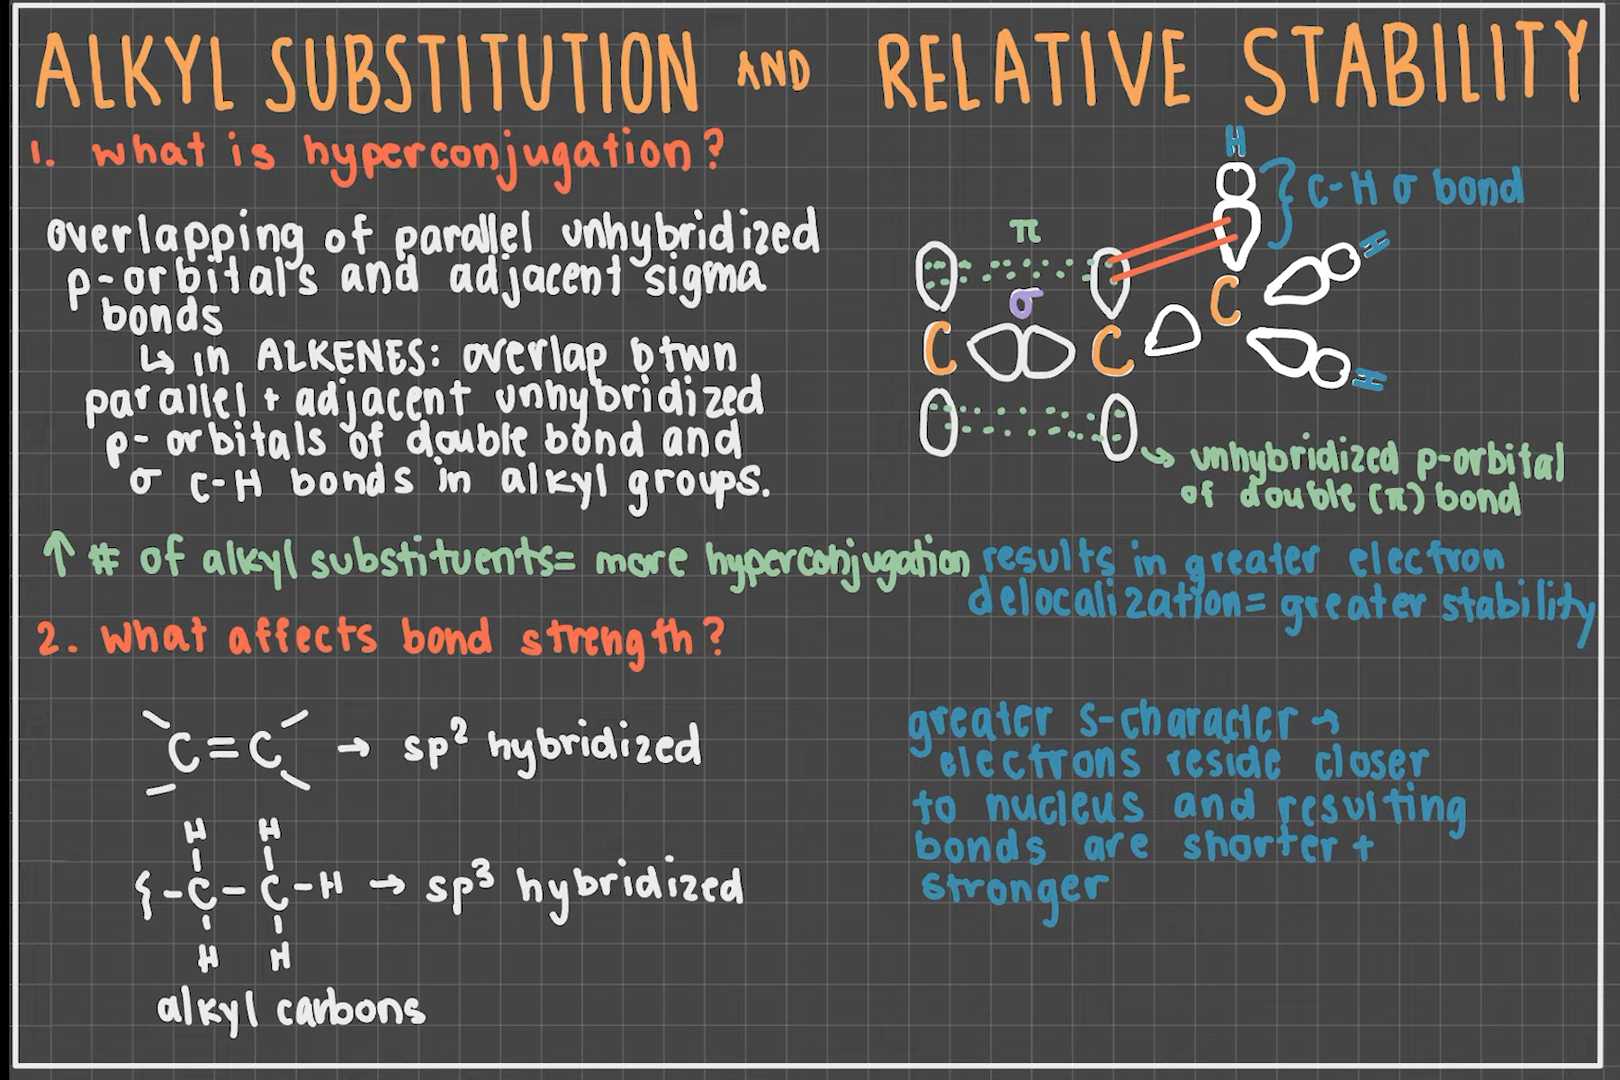 ALKYL SUBSTITUTION AND RELATIVE STABILITY
1. What is hyperconjugation?
overlapping of parallel unhybridized
p-orbitals and adjacent sigma
bonds
↳ in ALKENES: overlap btwn
parallel + adjacent unhybridized
p-orbitals of double bond and
σ C-H bonds in alkyl groups.
H
C-H σ bond
π
H
σ
C
C
C
H
↳ unhybridized p-orbital
of double (π) bond
↑ # of alkyl substituents= more hyperconjugation
results in greater electron
delocalization= greater stability
2. What affects bond strength?
C=C → sp² hybridized
H H
-C-C-H → sp³ hybridized
H H
alkyl carbons
greater s-character →
electrons reside closer
to nucleus and resulting
bonds are shorter +
stronger